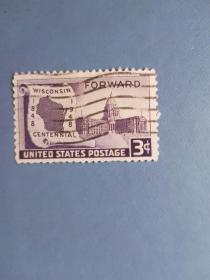 WISCONSIN
FORWARD
1848
1948
CENTENNIAL
UNITED STATES POSTAGE
3¢